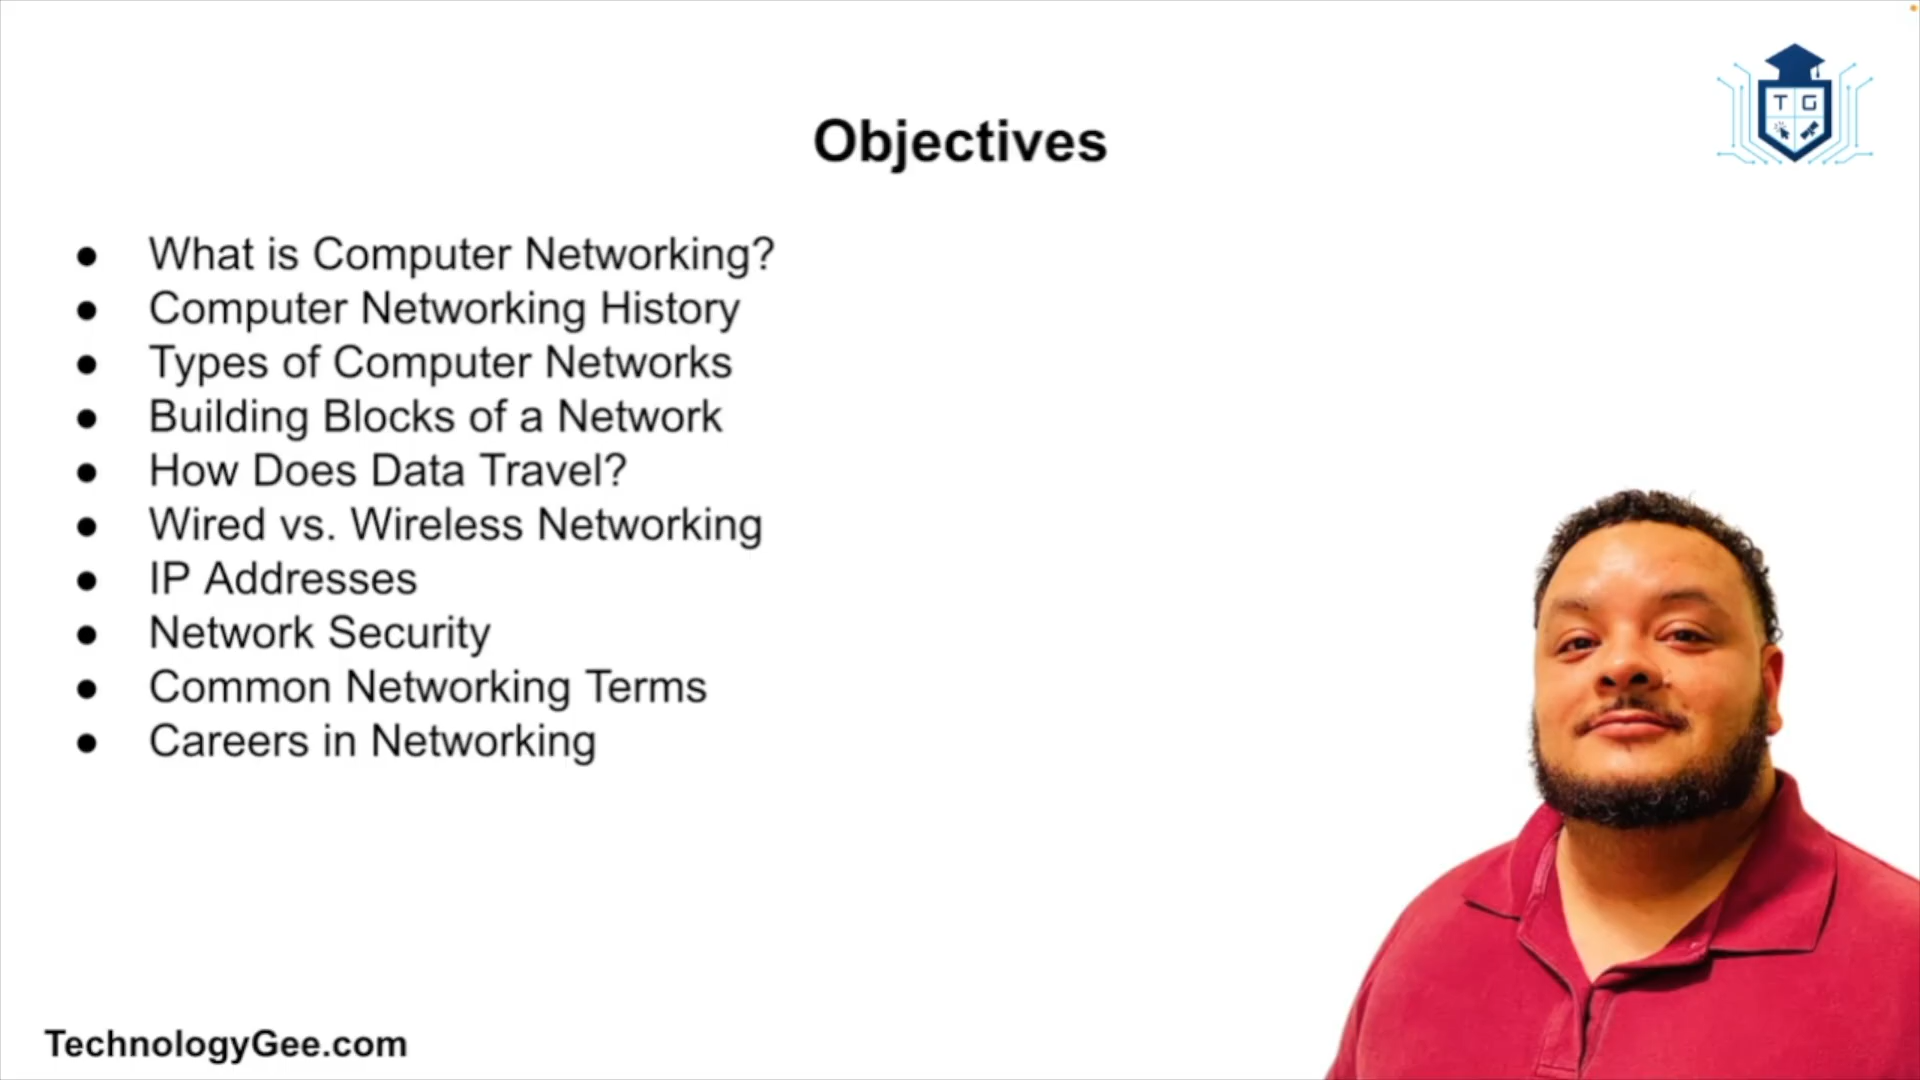 T G
Objectives
● What is Computer Networking?
● Computer Networking History
● Types of Computer Networks
● Building Blocks of a Network
● How Does Data Travel?
● Wired vs. Wireless Networking
● IP Addresses
● Network Security
● Common Networking Terms
● Careers in Networking
TechnologyGee.com